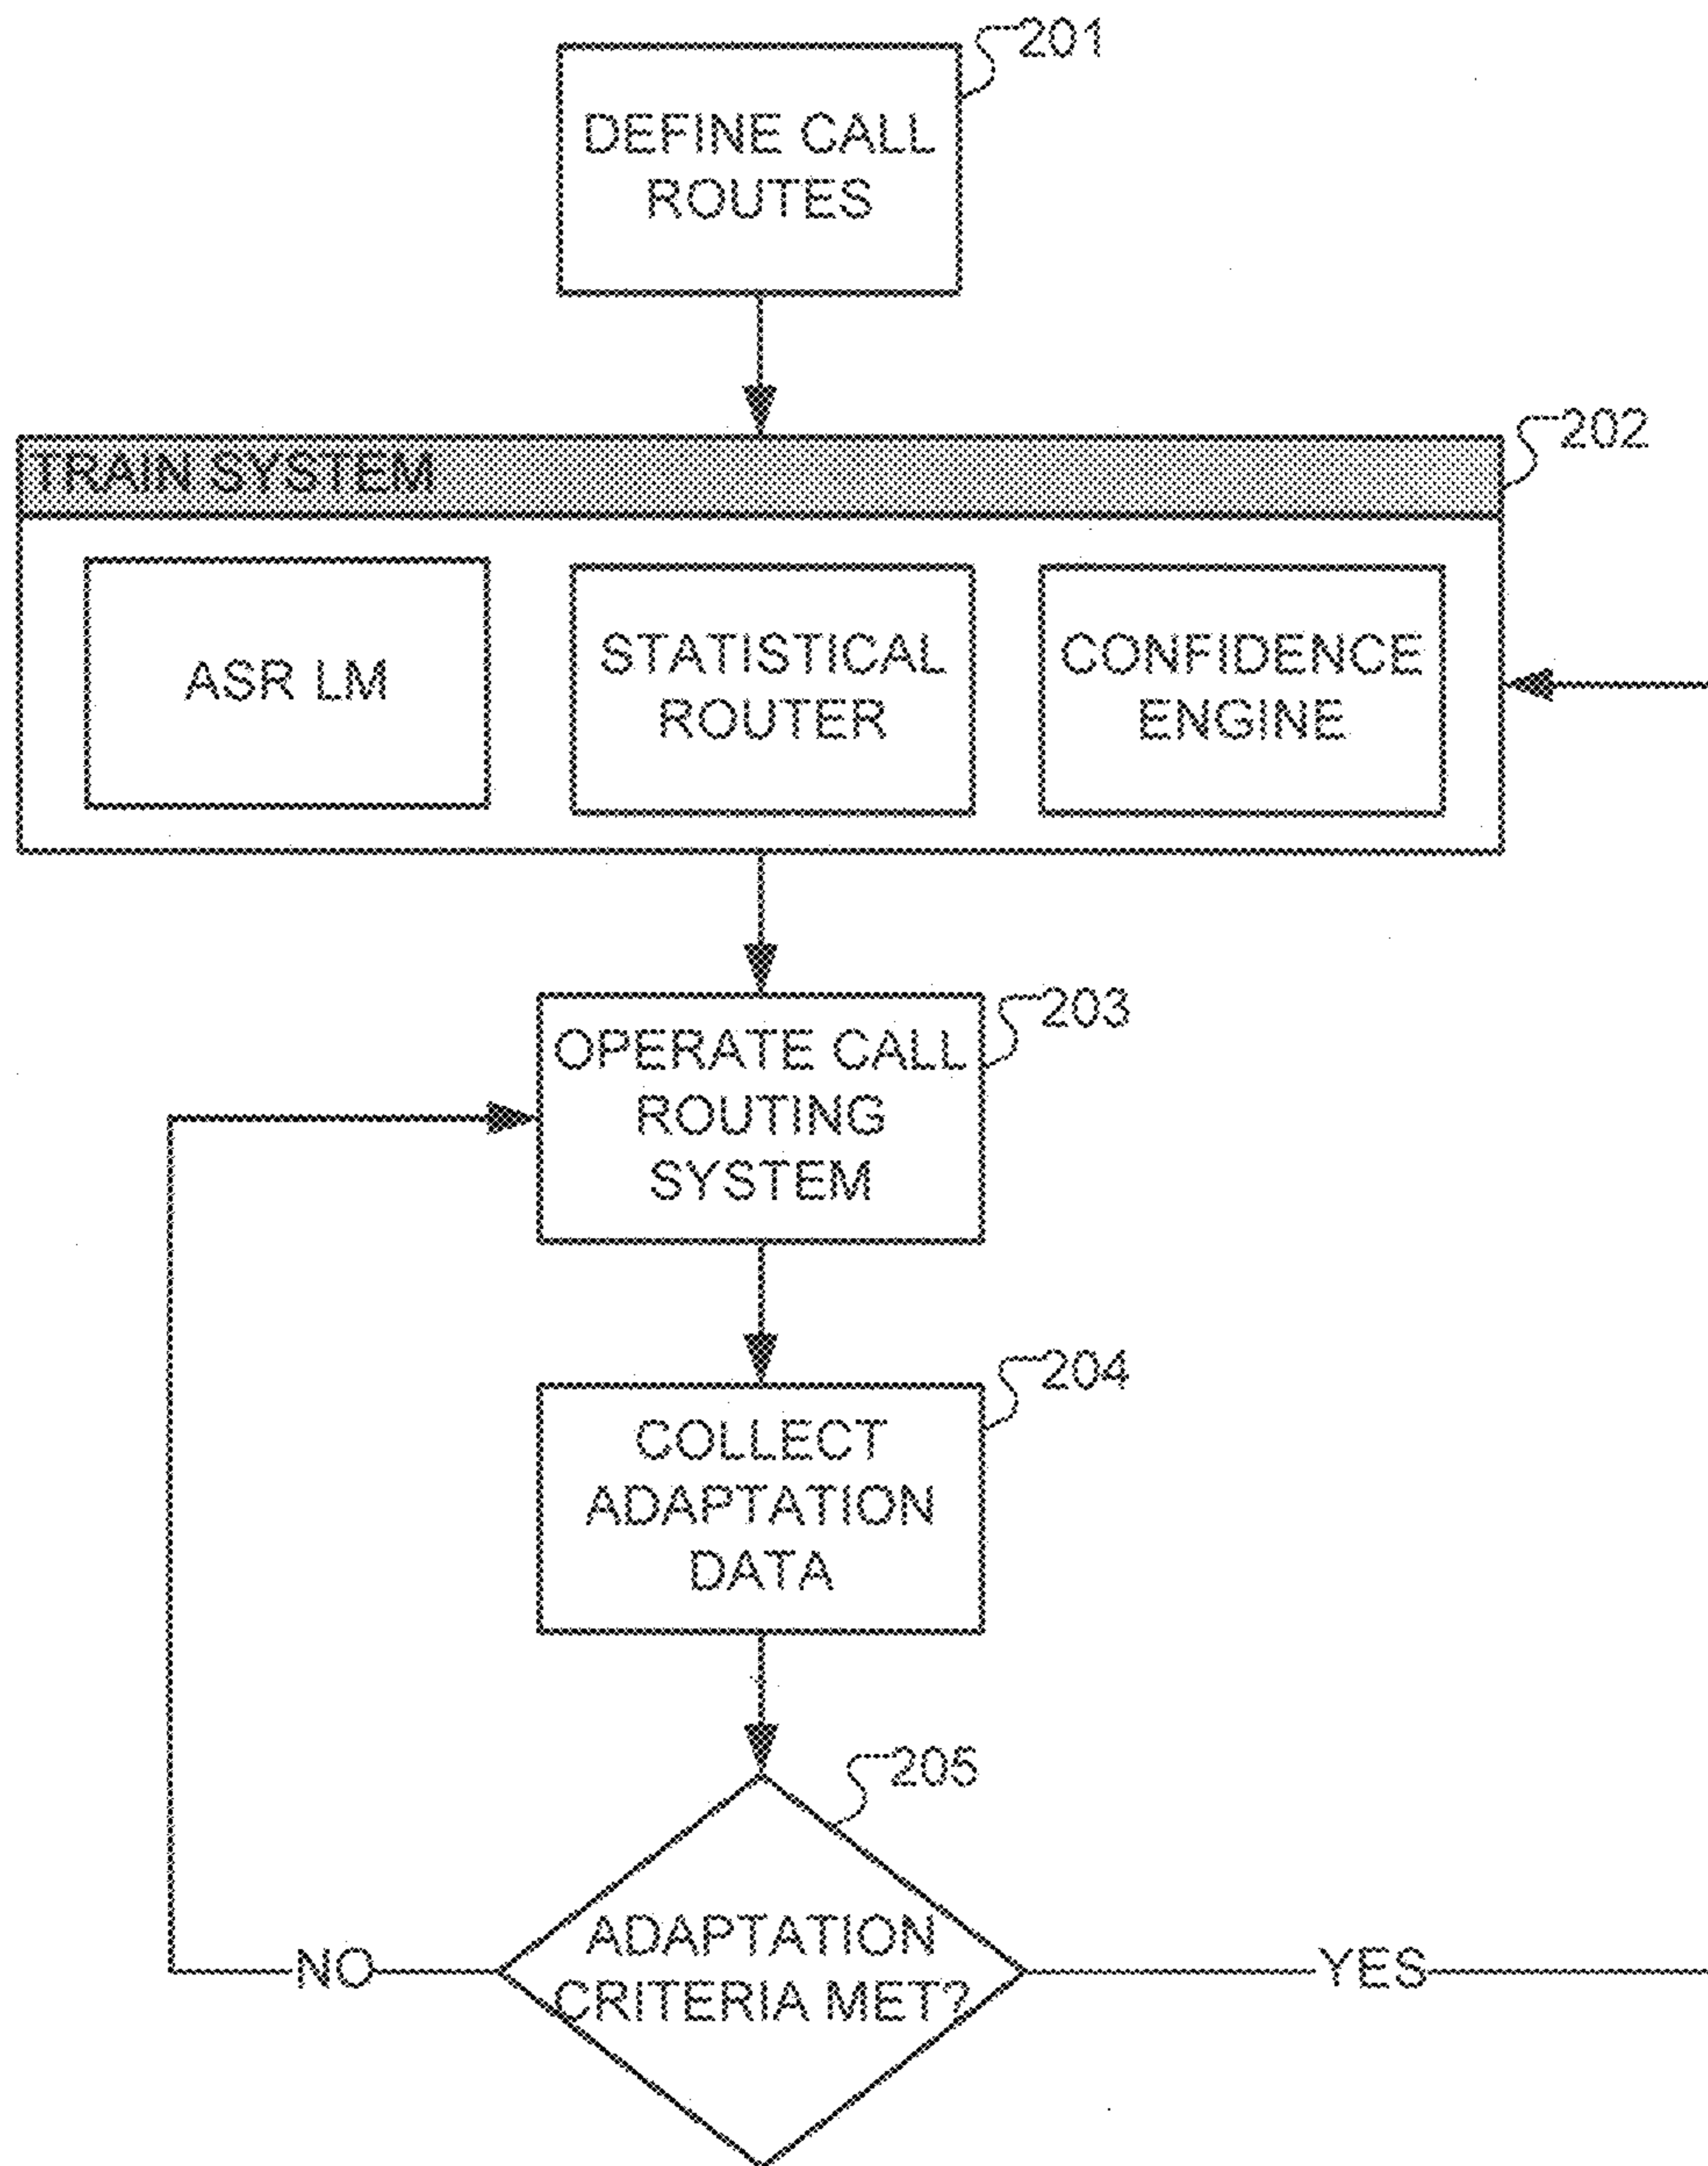 201
DEFINE CALL
ROUTES
202
TRAIN SYSTEM
ASR LM
STATISTICAL
ROUTER
CONFIDENCE
ENGINE
203
OPERATE CALL
ROUTING
SYSTEM
204
COLLECT
ADAPTATION
DATA
205
ADAPTATION
CRITERIA MET?
NO
YES